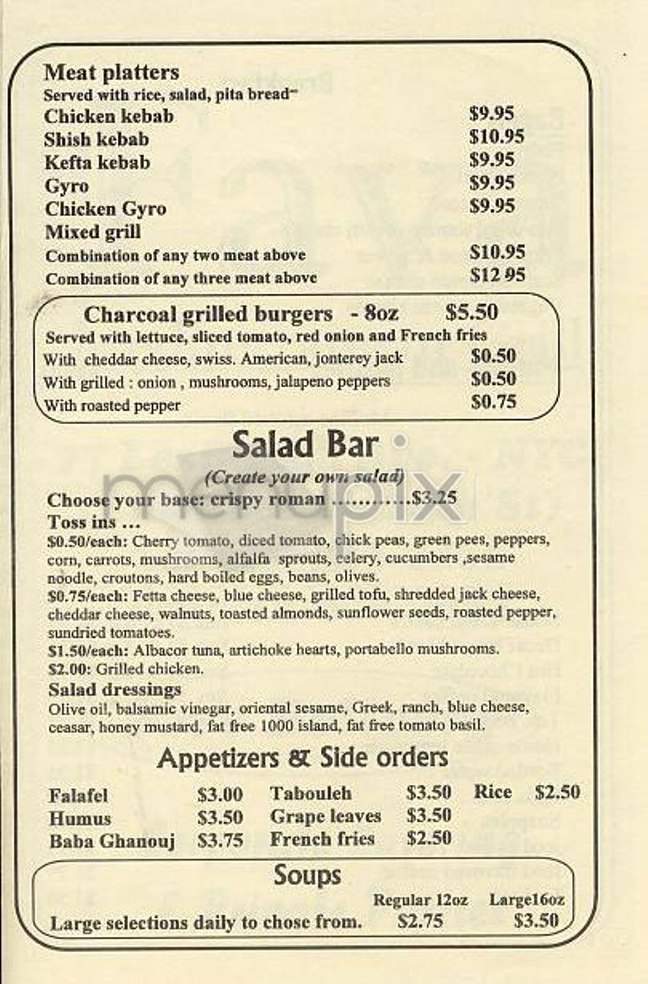 Meat platters
Served with rice, salad, pita bread
Chicken kebab $9.95
Shish kebab $10.95
Kefta kebab $9.95
Gyro $9.95
Chicken Gyro $9.95
Mixed grill
Combination of any two meat above $10.95
Combination of any three meat above $12 95
Charcoal grilled burgers - 8oz $5.50
Served with lettuce, sliced tomato, red onion and French fries
With cheddar cheese, swiss. American, jonterey jack $0.50
With grilled : onion , mushrooms, jalapeno peppers $0.50
With roasted pepper $0.75
Salad Bar
(Create your own salad)
Choose your base: crispy roman ............$3.25
Toss ins ...
$0.50/each: Cherry tomato, diced tomato, chick peas, green pees, peppers,
corn, carrots, mushrooms, alfalfa sprouts, celery, cucumbers ,sesame
noodle, croutons, hard boiled eggs, beans, olives.
$0.75/each: Fetta cheese, blue cheese, grilled tofu, shredded jack cheese,
cheddar cheese, walnuts, toasted almonds, sunflower seeds, roasted pepper,
sundried tomatoes.
$1.50/each: Albacor tuna, artichoke hearts, portabello mushrooms.
$2.00: Grilled chicken.
Salad dressings
Olive oil, balsamic vinegar, oriental sesame, Greek, ranch, blue cheese,
ceasar, honey mustard, fat free 1000 island, fat free tomato basil.
Appetizers & Side orders
Falafel $3.00 Tabouleh $3.50 Rice $2.50
Humus $3.50 Grape leaves $3.50
Baba Ghanouj $3.75 French fries $2.50
Soups
Regular 12oz Large16oz
Large selections daily to chose from. $2.75 $3.50
menupix